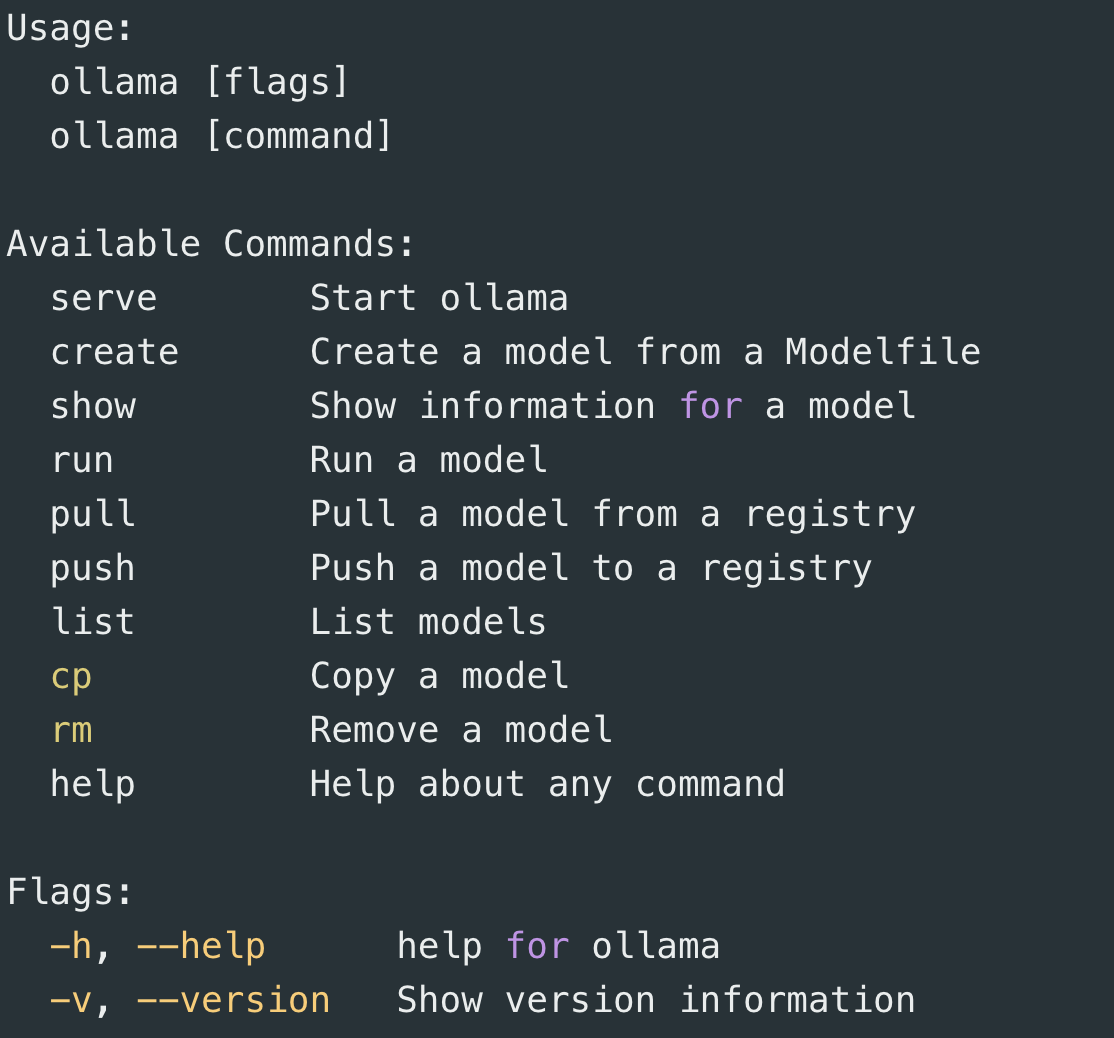 Usage:
  ollama [flags]
  ollama [command]

Available Commands:
  serve       Start ollama
  create      Create a model from a Modelfile
  show        Show information for a model
  run         Run a model
  pull        Pull a model from a registry
  push        Push a model to a registry
  list        List models
  cp          Copy a model
  rm          Remove a model
  help        Help about any command

Flags:
  -h, --help      help for ollama
  -v, --version   Show version information